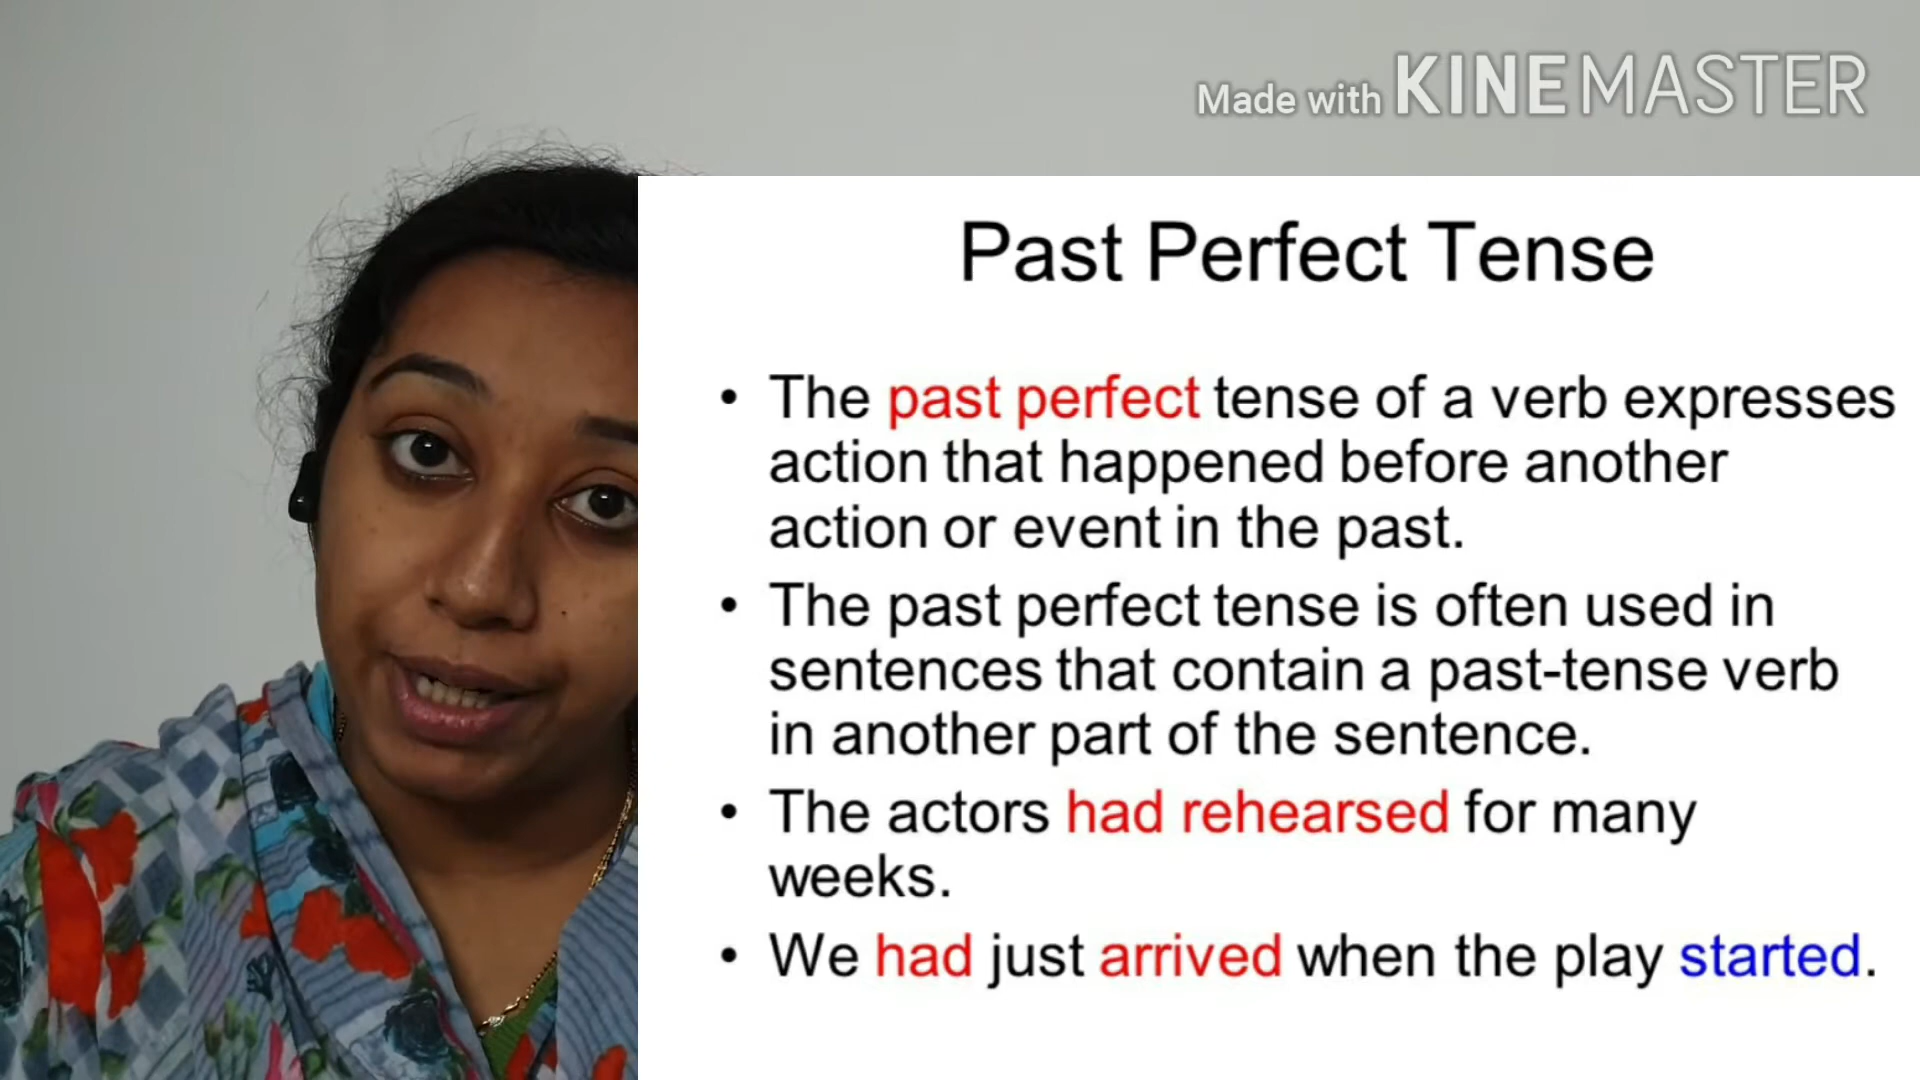 Made with KINEMASTER
Past Perfect Tense
• The past perfect tense of a verb expresses
action that happened before another
action or event in the past.
• The past perfect tense is often used in
sentences that contain a past-tense verb
in another part of the sentence.
• The actors had rehearsed for many
weeks.
• We had just arrived when the play started.